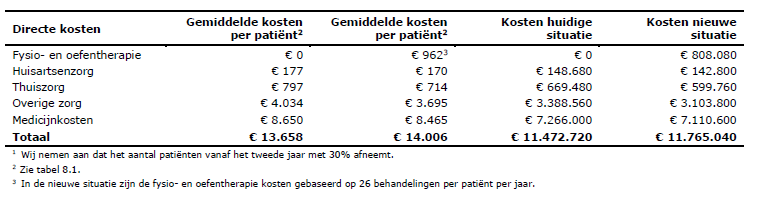 Directe kosten Gemiddelde kosten per patiënt² Gemiddelde kosten per patiënt² Kosten huidige situatie Kosten nieuwe situatie
Fysio- en oefentherapie € 0 € 962³ € 0 € 808.080
Huisartsenzorg € 177 € 170 € 148.680 € 142.800
Thuiszorg € 797 € 714 € 669.480 € 599.760
Overige zorg € 4.034 € 3.695 € 3.388.560 € 3.103.800
Medicijnkosten € 8.650 € 8.465 € 7.266.000 € 7.110.600
Totaal € 13.658 € 14.006 € 11.472.720 € 11.765.040
¹ Wij nemen aan dat het aantal patiënten vanaf het tweede jaar met 30% afneemt.
² Zie tabel 8.1.
³ In de nieuwe situatie zijn de fysio- en oefentherapie kosten gebaseerd op 26 behandelingen per patiënt per jaar.